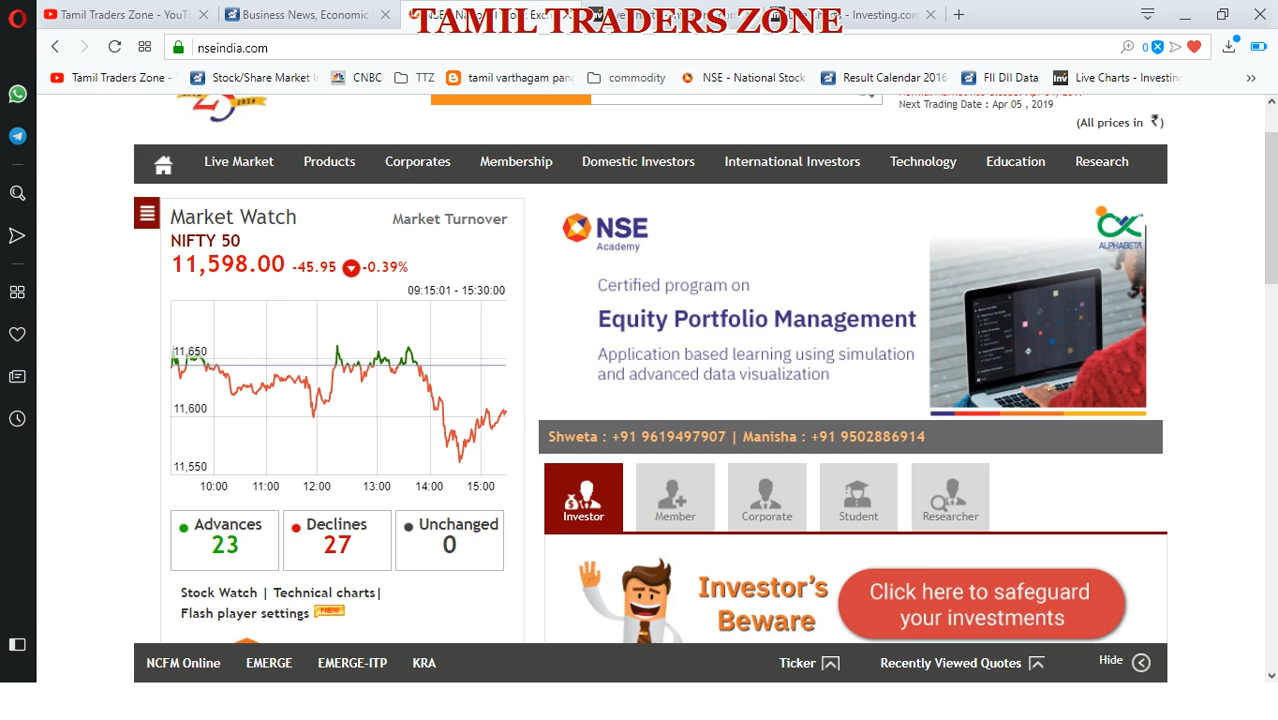 TAMIL TRADERS ZONE
Tamil Traders Zone - YouT
Business News, Economic
- Investing.com
nseindia.com
0
Tamil Traders Zone -
Stock/Share Market
CNBC
TTZ
tamil varthagam pan
commodity
NSE - National Stock
Result Calendar 2016
FII DII Data
Live Charts - Investin
2019
Next Trading Date : Apr 05 , 2019
(All prices in ₹)
Live Market
Products
Corporates
Membership
Domestic Investors
International Investors
Technology
Education
Research
Market Watch
Market Turnover
NIFTY 50
11,598.00 -45.95 -0.39%
09:15:01 - 15:30:00
11,650
11,600
11,550
10:00 11:00 12:00 13:00 14:00 15:00
Advances
23
Declines
27
Unchanged
0
Stock Watch | Technical charts|
Flash player settings NEW
NSE
Academy
ALPHABETA
Certified program on
Equity Portfolio Management
Application based learning using simulation
and advanced data visualization
Shweta : +91 9619497907 | Manisha : +91 9502886914
Investor
Member
Corporate
Student
Researcher
Investor's
Beware
Click here to safeguard
your investments
NCFM Online
EMERGE
EMERGE-ITP
KRA
Ticker
Recently Viewed Quotes
Hide